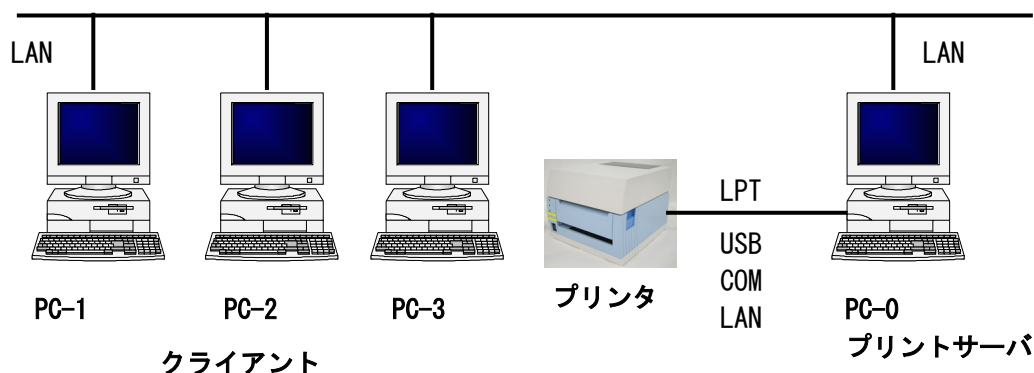 LAN
LAN
LPT
USB
COM
LAN
PC-1
PC-2
PC-3
プリンタ
PC-0
プリントサーバ
クライアント